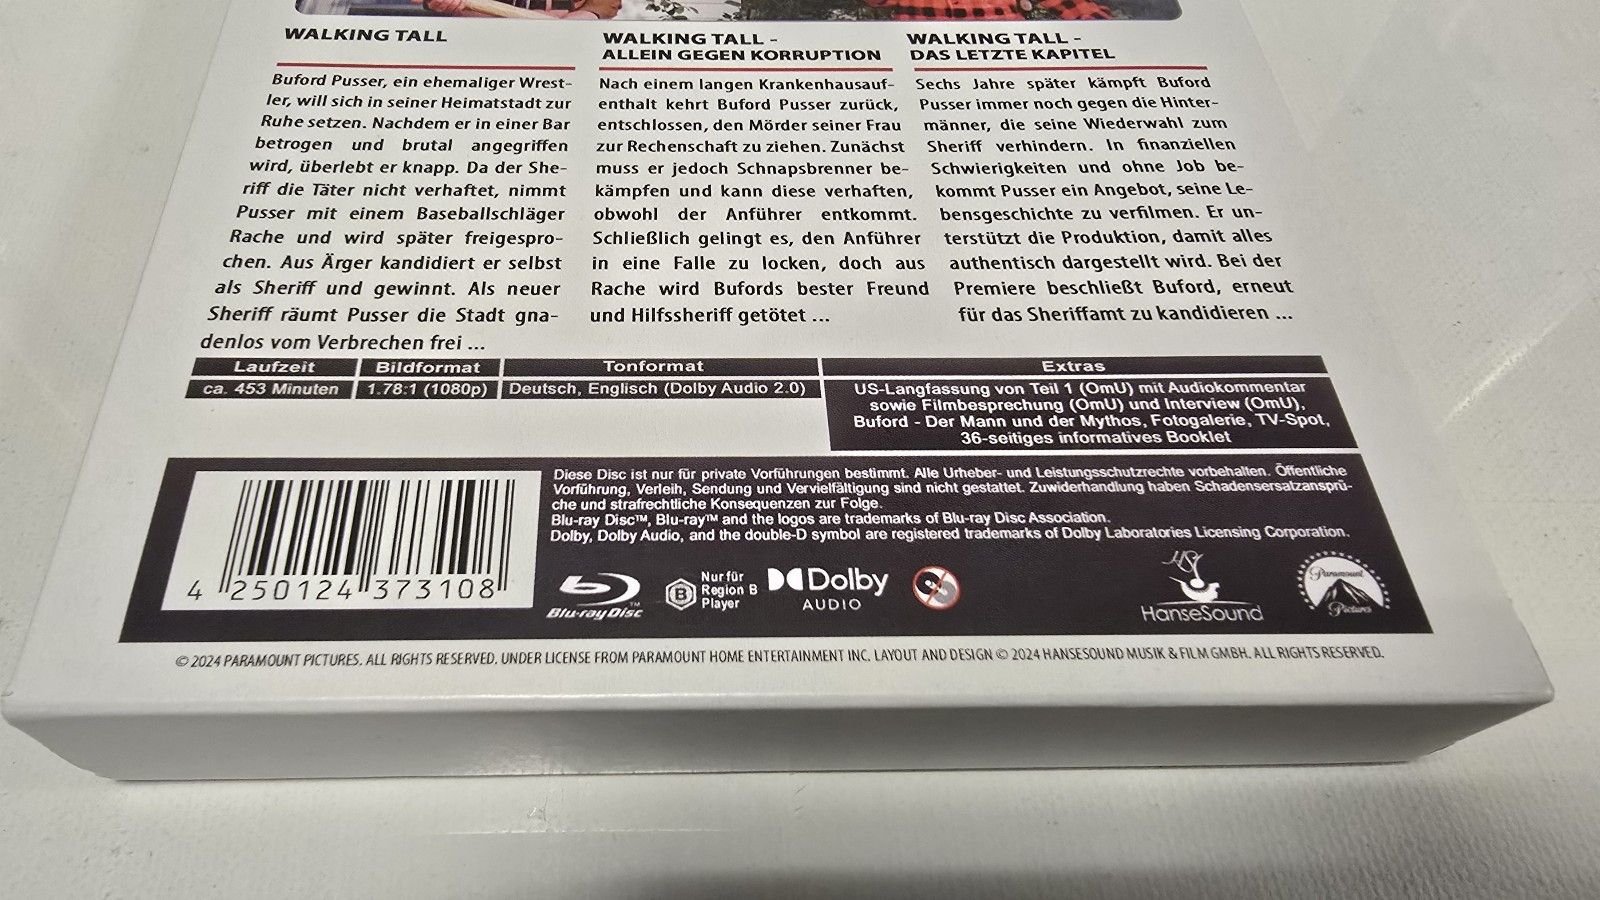 WALKING TALL
Buford Pusser, ein ehemaliger Wrest-
ler, will sich in seiner Heimatstadt zur
Ruhe setzen. Nachdem er in einer Bar
betrogen und brutal angegriffen
wird, überlebt er knapp. Da der She-
riff die Täter nicht verhaftet, nimmt
Pusser mit einem Baseballschläger
Rache und wird später freigespro-
chen. Aus Ärger kandidiert er selbst
als Sheriff und gewinnt. Als neuer
Sheriff räumt Pusser die Stadt gna-
denlos vom Verbrechen frei ...
WALKING TALL -
ALLEIN GEGEN KORRUPTION
Nach einem langen Krankenhausauf-
enthalt kehrt Buford Pusser zurück,
entschlossen, den Mörder seiner Frau
zur Rechenschaft zu ziehen. Zunächst
muss er jedoch Schnapsbrenner be-
kämpfen und kann diese verhaften,
obwohl der Anführer entkommt.
Schließlich gelingt es, den Anführer
in eine Falle zu locken, doch aus
Rache wird Bufords bester Freund
und Hilfssheriff getötet ...
WALKING TALL -
DAS LETZTE KAPITEL
Sechs Jahre später kämpft Buford
Pusser immer noch gegen die Hinter-
männer, die seine Wiederwahl zum
Sheriff verhindern. In finanziellen
Schwierigkeiten und ohne Job be-
kommt Pusser ein Angebot, seine Le-
bensgeschichte zu verfilmen. Er un-
terstützt die Produktion, damit alles
authentisch dargestellt wird. Bei der
Premiere beschließt Buford, erneut
für das Sheriffamt zu kandidieren ...
Laufzeit
ca. 453 Minuten
Bildformat
1.78:1 (1080p)
Tonformat
Deutsch, Englisch (Dolby Audio 2.0)
Extras
US-Langfassung von Teil 1 (OmU) mit Audiokommentar
sowie Filmbesprechung (OmU) und Interview (OmU),
Buford - Der Mann und der Mythos, Fotogalerie, TV-Spot,
36-seitiges informatives Booklet
4 250124 373108
Diese Disc ist nur für private Vorführungen bestimmt. Alle Urheber- und Leistungsschutzrechte vorbehalten. Öffentliche
Vorführung, Verleih, Sendung und Vervielfältigung sind nicht gestattet. Zuwiderhandlung haben Schadensersatzansprü-
che und strafrechtliche Konsequenzen zur Folge.
Blu-ray Disc™, Blu-ray™ and the logos are trademarks of Blu-ray Disc Association.
Dolby, Dolby Audio, and the double-D symbol are registered trademarks of Dolby Laboratories Licensing Corporation.
Blu-ray Disc™
B
Nur für
Region B
Player
Dolby
AUDIO
HanseSound
Paramount
Pictures
© 2024 PARAMOUNT PICTURES. ALL RIGHTS RESERVED. UNDER LICENSE FROM PARAMOUNT HOME ENTERTAINMENT INC. LAYOUT AND DESIGN © 2024 HANSESOUND MUSIK & FILM GMBH. ALL RIGHTS RESERVED.